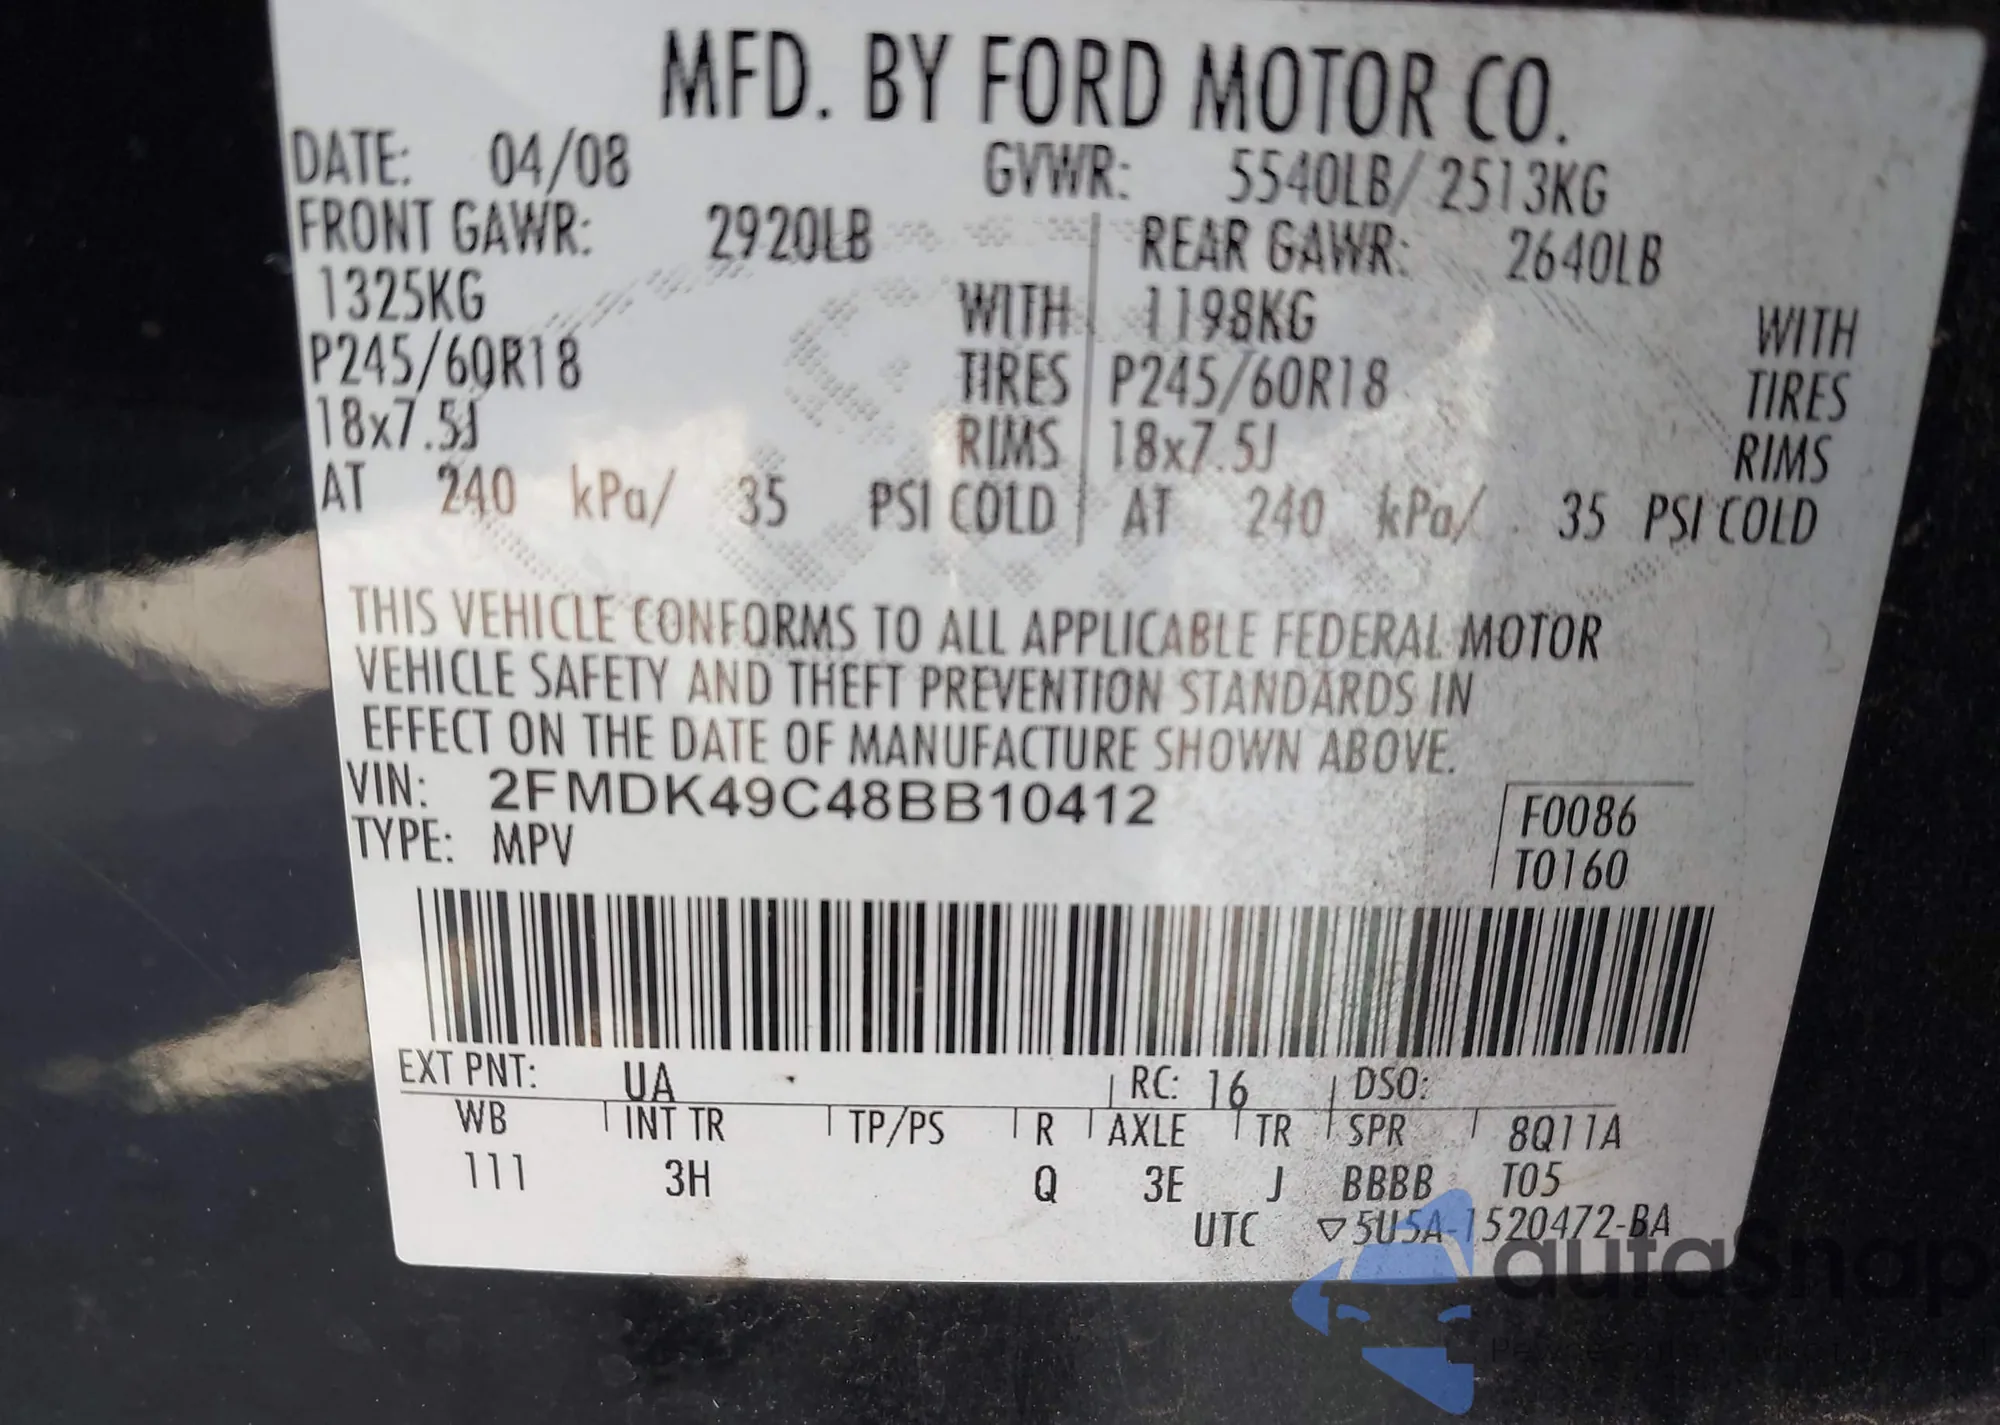 MFD. BY FORD MOTOR CO.
DATE: 04/08 GVWR: 5540LB/ 2513KG
FRONT GAWR: 2920LB REAR GAWR: 2640LB
1325KG WITH 1198KG WITH
P245/60R18 TIRES P245/60R18 TIRES
18x7.5J RIMS 18x7.5J RIMS
AT 240 kPa/ 35 PSI COLD AT 240 kPa/ 35 PSI COLD
THIS VEHICLE CONFORMS TO ALL APPLICABLE FEDERAL MOTOR
VEHICLE SAFETY AND THEFT PREVENTION STANDARDS IN
EFFECT ON THE DATE OF MANUFACTURE SHOWN ABOVE.
VIN: 2FMDK49C48BB10412 F0086
TYPE: MPV T0160
EXT PNT: UA RC: 16 DSO:
WB INT TR TP/PS R AXLE TR SPR 8Q11A
111 3H Q 3E J BBBB T05
UTC ▽5U5A-1520472-BA
autosnap